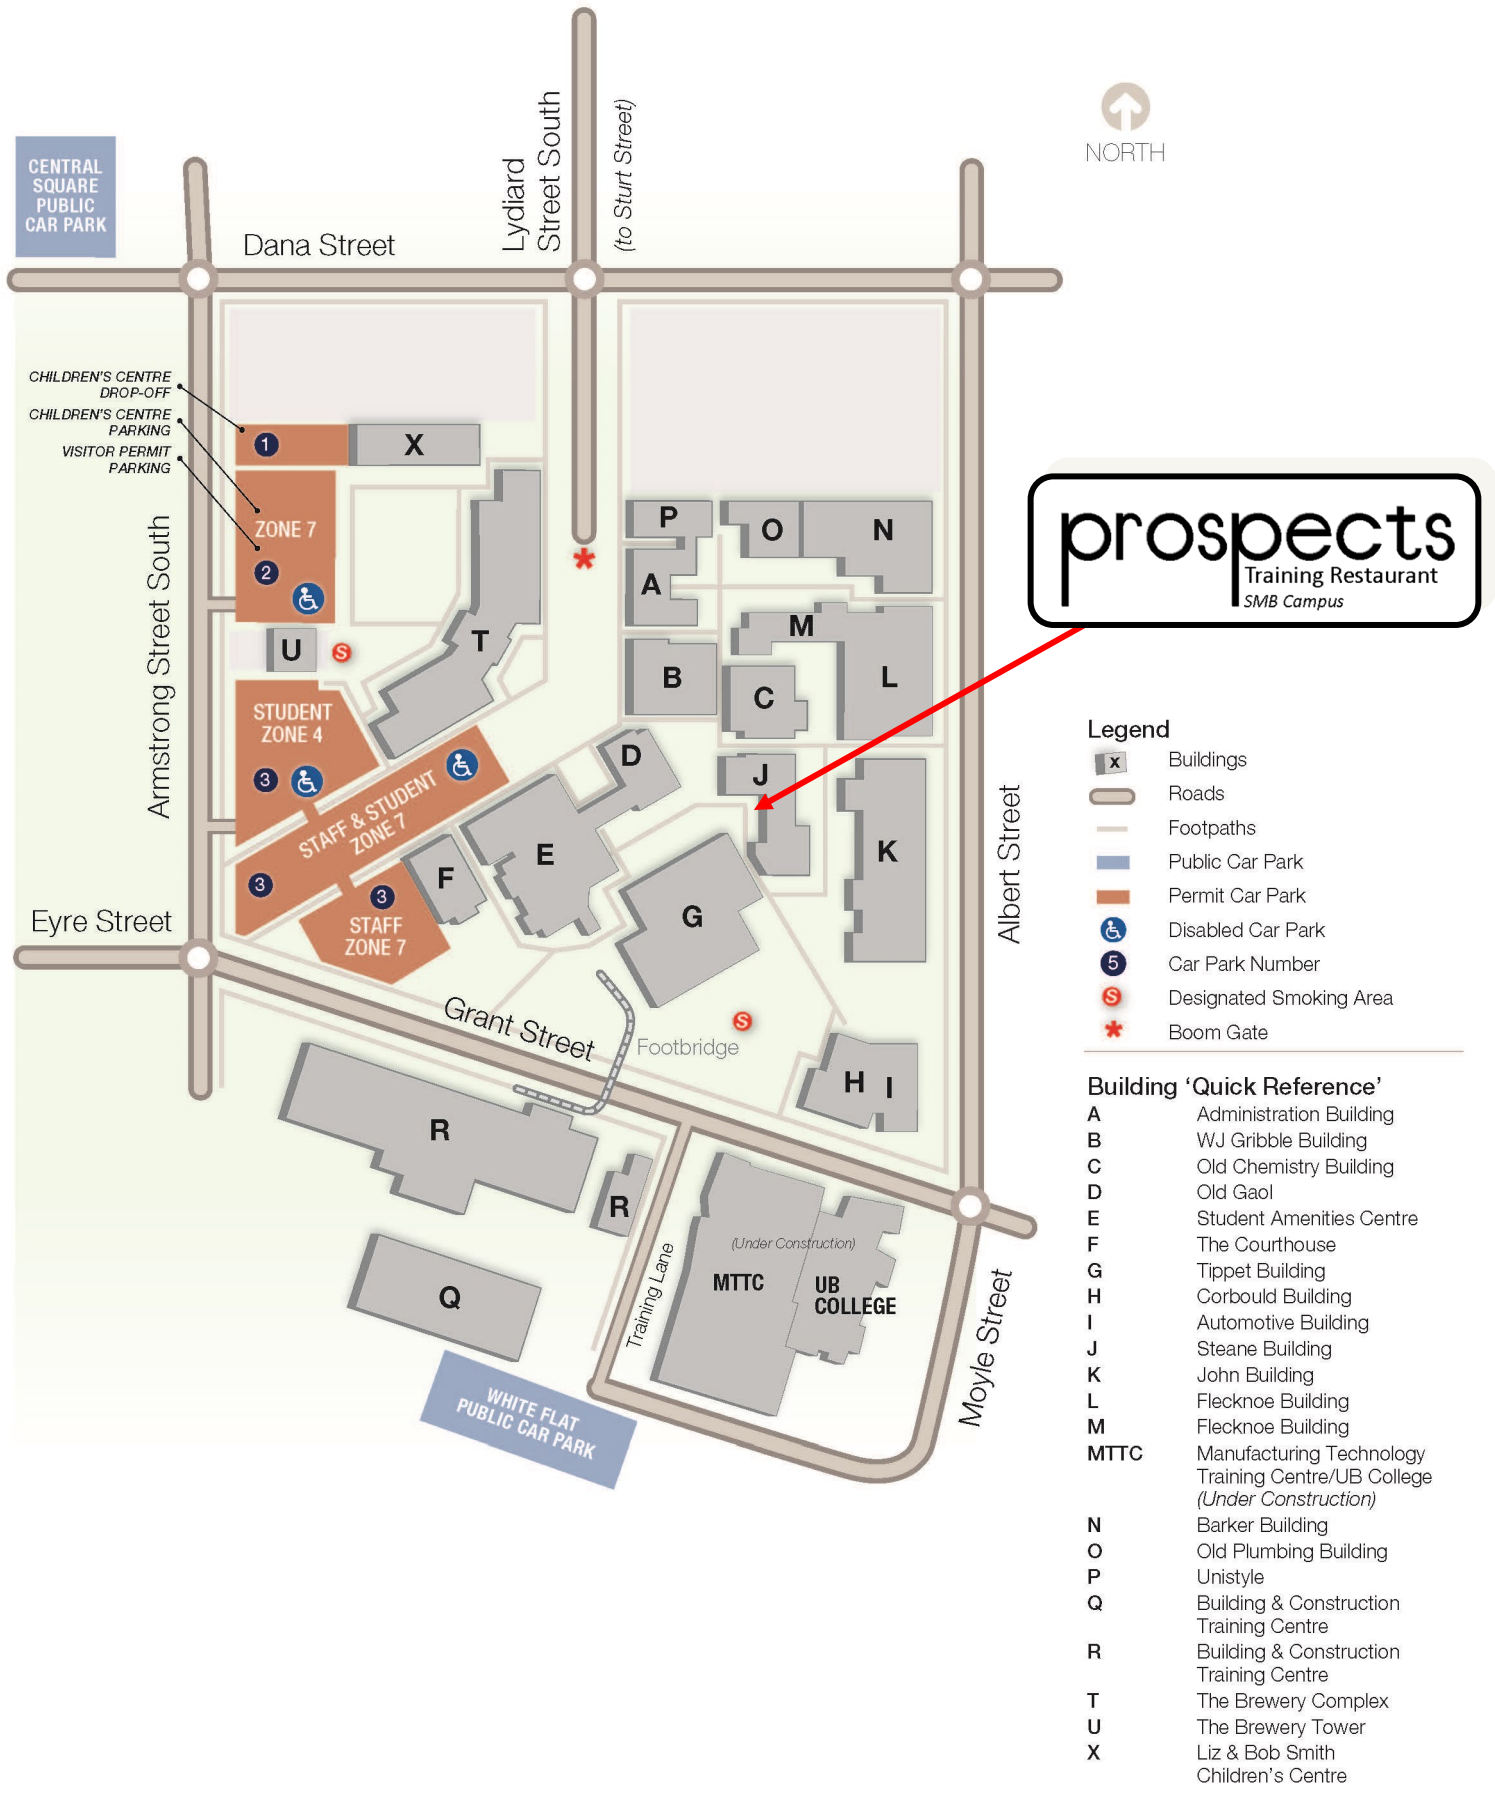 NORTH
Lydiard
Street South
(to Sturt Street)
CENTRAL
SQUARE
PUBLIC
CAR PARK
Dana Street
CHILDREN'S CENTRE
DROP-OFF
CHILDREN'S CENTRE
PARKING
VISITOR PERMIT
PARKING
1
X
ZONE 7
2
P
O
N
A
prospects
Training Restaurant
SMB Campus
Armstrong Street South
U
S
T
M
B
C
L
STUDENT
ZONE 4
3
STAFF & STUDENT
ZONE 7
D
J
E
K
F
3
3
STAFF
ZONE 7
G
Albert Street
Eyre Street
Grant Street
S
Footbridge
H
I
R
R
Q
Training Lane
(Under Construction)
MTTC
UB
COLLEGE
Moyle Street
WHITE FLAT
PUBLIC CAR PARK
Legend
X Buildings
Roads
Footpaths
Public Car Park
Permit Car Park
Disabled Car Park
5 Car Park Number
S Designated Smoking Area
* Boom Gate
Building ‘Quick Reference’
A Administration Building
B WJ Gribble Building
C Old Chemistry Building
D Old Gaol
E Student Amenities Centre
F The Courthouse
G Tippet Building
H Corbould Building
I Automotive Building
J Steane Building
K John Building
L Flecknoe Building
M Flecknoe Building
MTTC Manufacturing Technology
Training Centre/UB College
(Under Construction)
N Barker Building
O Old Plumbing Building
P Unistyle
Q Building & Construction
Training Centre
R Building & Construction
Training Centre
T The Brewery Complex
U The Brewery Tower
X Liz & Bob Smith
Children's Centre